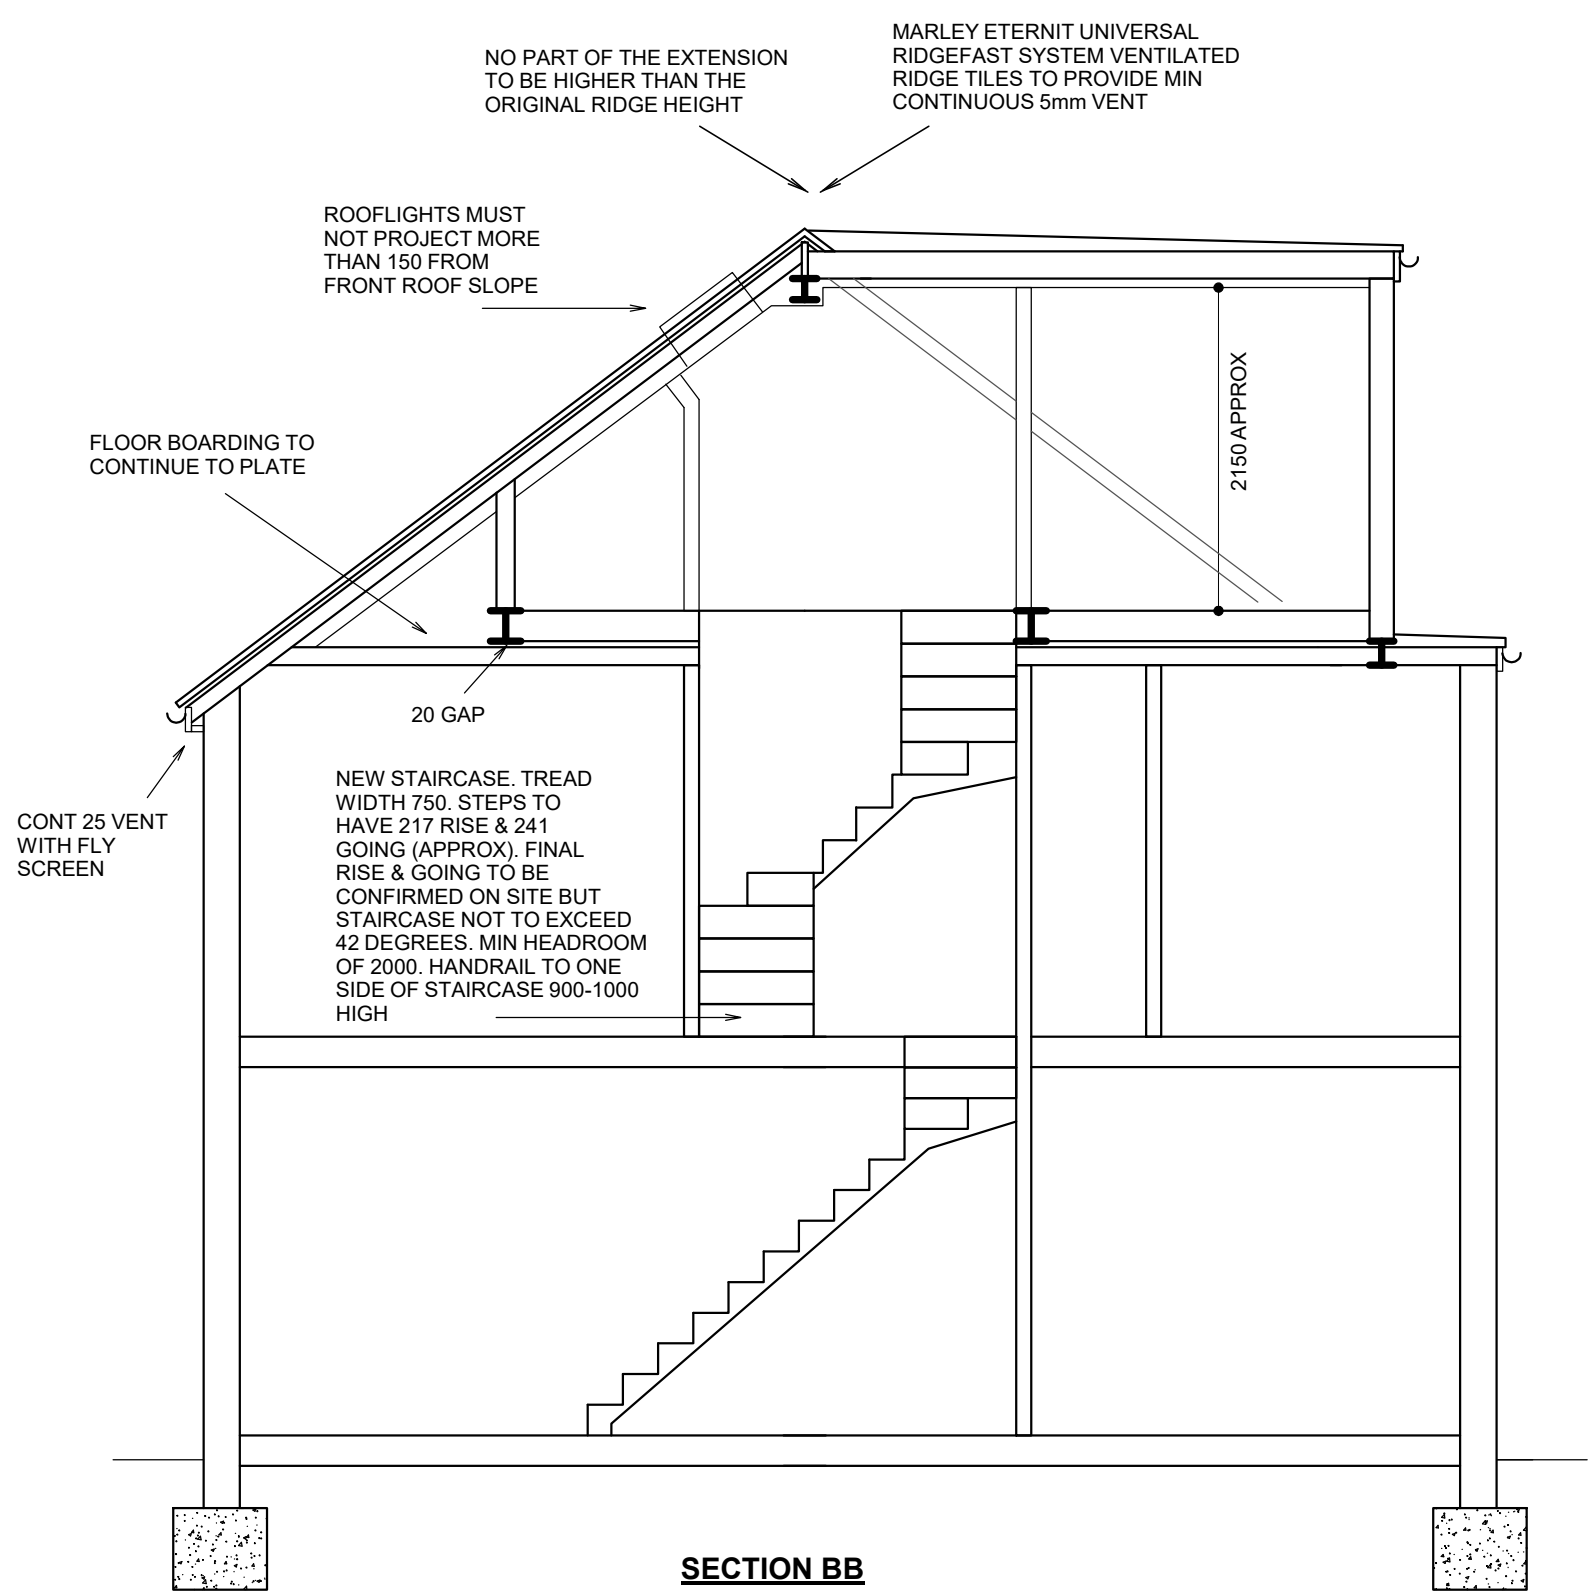 NO PART OF THE EXTENSION
TO BE HIGHER THAN THE
ORIGINAL RIDGE HEIGHT
MARLEY ETERNIT UNIVERSAL
RIDGEFAST SYSTEM VENTILATED
RIDGE TILES TO PROVIDE MIN
CONTINUOUS 5mm VENT
ROOFLIGHTS MUST
NOT PROJECT MORE
THAN 150 FROM
FRONT ROOF SLOPE
2150 APPROX
FLOOR BOARDING TO
CONTINUE TO PLATE
20 GAP
NEW STAIRCASE. TREAD
WIDTH 750. STEPS TO
HAVE 217 RISE & 241
GOING (APPROX). FINAL
RISE & GOING TO BE
CONFIRMED ON SITE BUT
STAIRCASE NOT TO EXCEED
42 DEGREES. MIN HEADROOM
OF 2000. HANDRAIL TO ONE
SIDE OF STAIRCASE 900-1000
HIGH
CONT 25 VENT
WITH FLY
SCREEN
SECTION BB